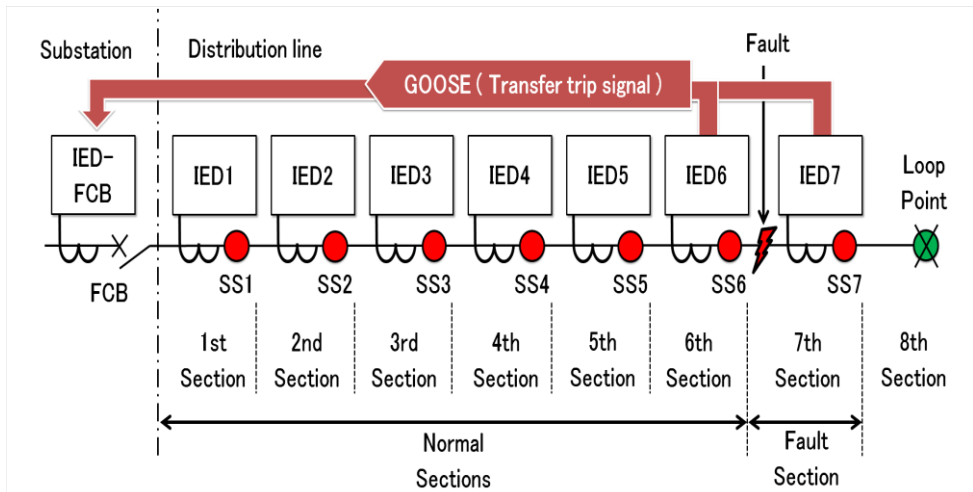 Substation
Distribution line
Fault
GOOSE ( Transfer trip signal )
IED-
FCB
IED1
IED2
IED3
IED4
IED5
IED6
IED7
Loop
Point
FCB
SS1
SS2
SS3
SS4
SS5
SS6
SS7
1st
Section
2nd
Section
3rd
Section
4th
Section
5th
Section
6th
Section
7th
Section
8th
Section
Normal
Sections
Fault
Section